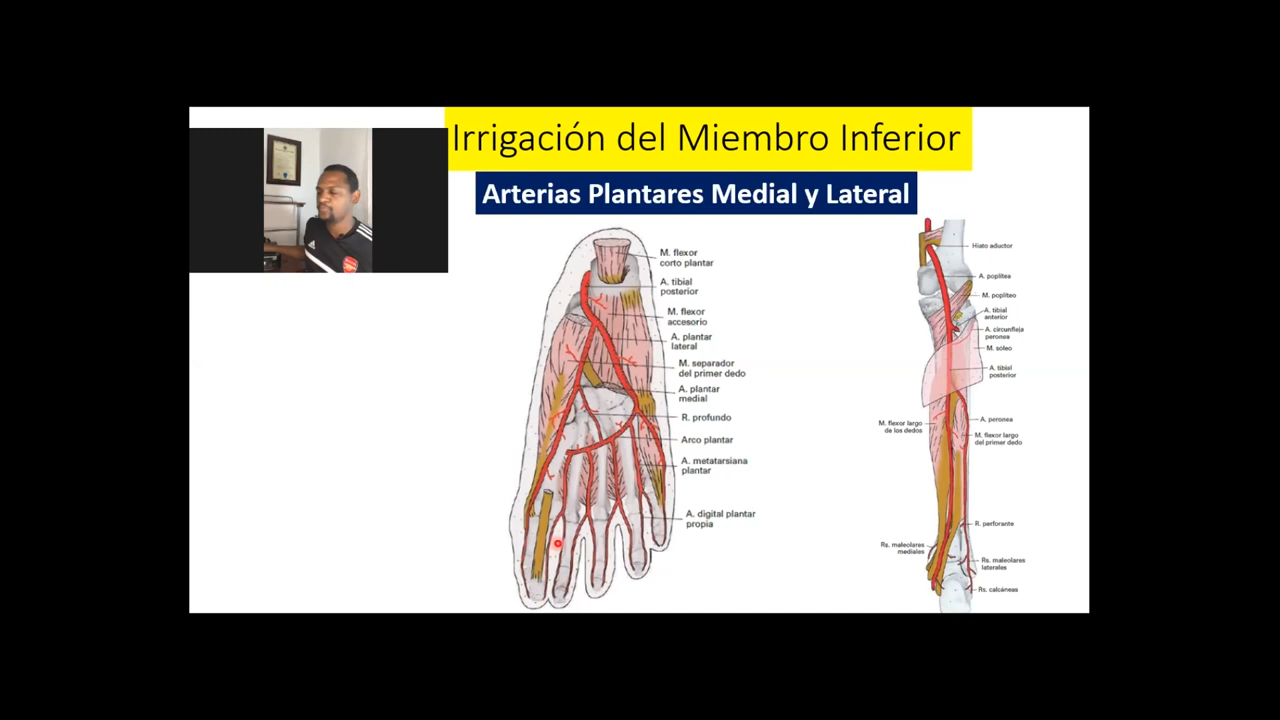 Irrigación del Miembro Inferior
Arterias Plantares Medial y Lateral
M. flexor
corto plantar
A. tibial
posterior
M. flexor
accesorio
A. plantar
lateral
M. separador
del primer dedo
A. plantar
medial
R. profundo
Arco plantar
A. metatarsiana
plantar
A. digital plantar
propia
Hiato aductor
A. poplítea
M. poplíteo
A. tibial
anterior
A. circunfleja
peronea
M. sóleo
A. tibial
posterior
M. flexor largo
de los dedos
A. peronea
M. flexor largo
del primer dedo
R. perforante
Rs. maleolares
mediales
Rs. maleolares
laterales
Rs. calcáneas